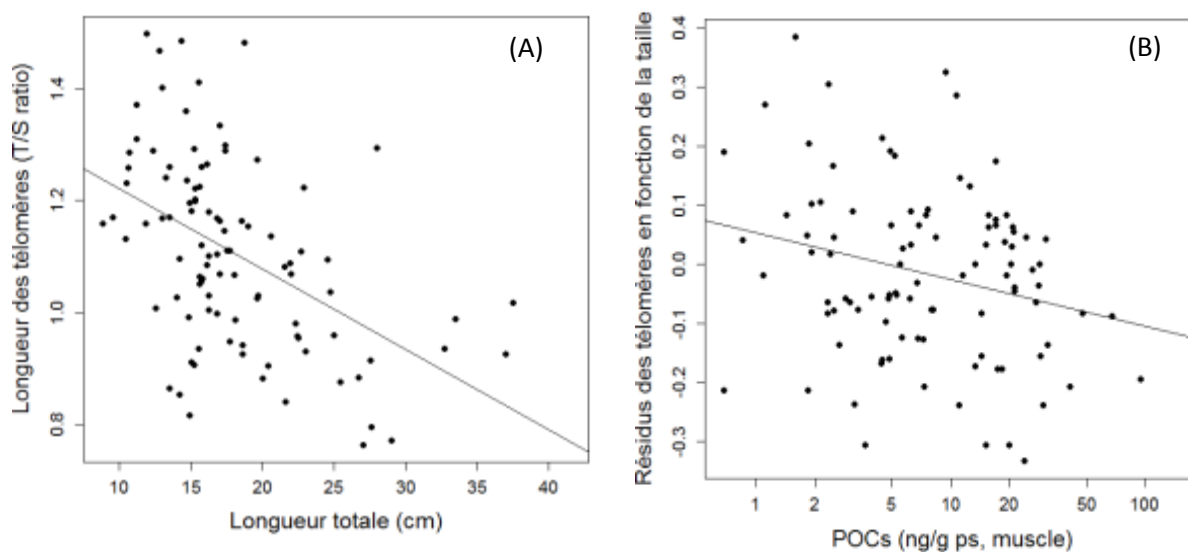 (A)
Longueur des télomères (T/S ratio)
1.4
1.2
1.0
0.8
10 15 20 25 30 35 40
Longueur totale (cm)
(B)
Résidus des télomères en fonction de la taille
0.4
0.3
0.2
0.1
0.0
-0.1
-0.2
-0.3
1 2 5 10 20 50 100
POCs (ng/g ps, muscle)